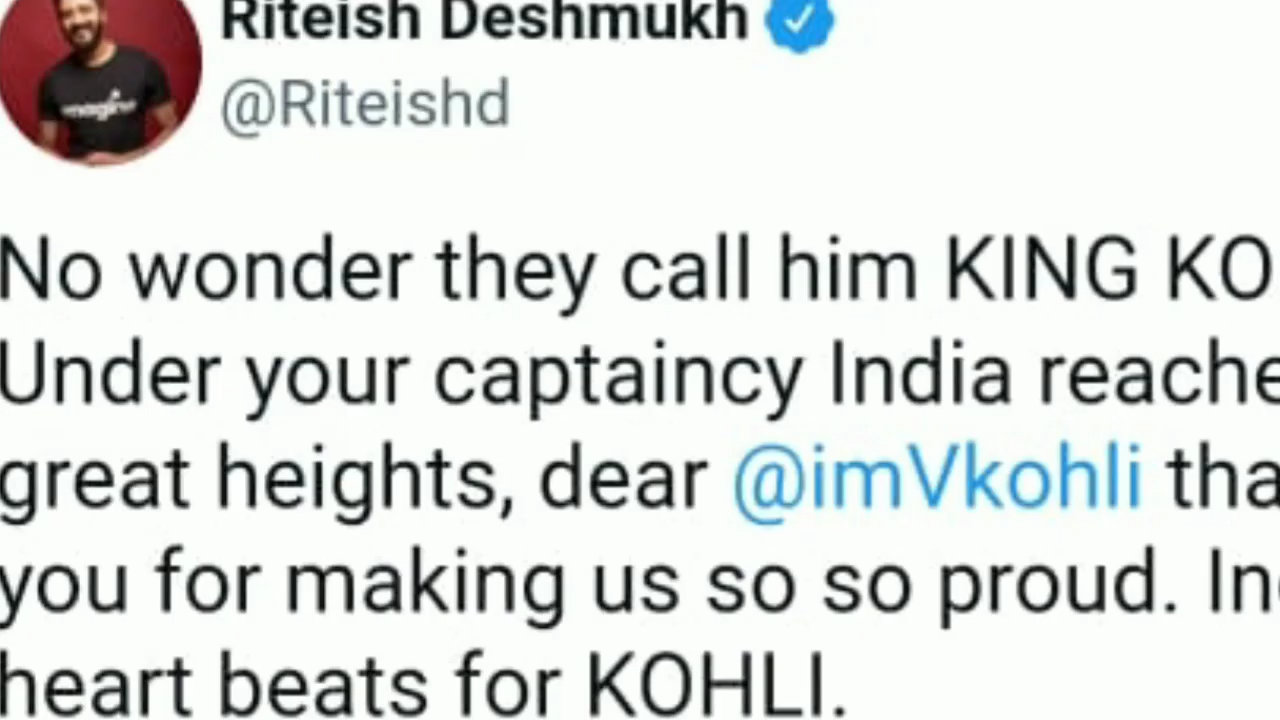 Riteish Deshmukh
@Riteishd
No wonder they call him KING KO
Under your captaincy India reache
great heights, dear @imVkohli tha
you for making us so so proud. In
heart beats for KOHLI.